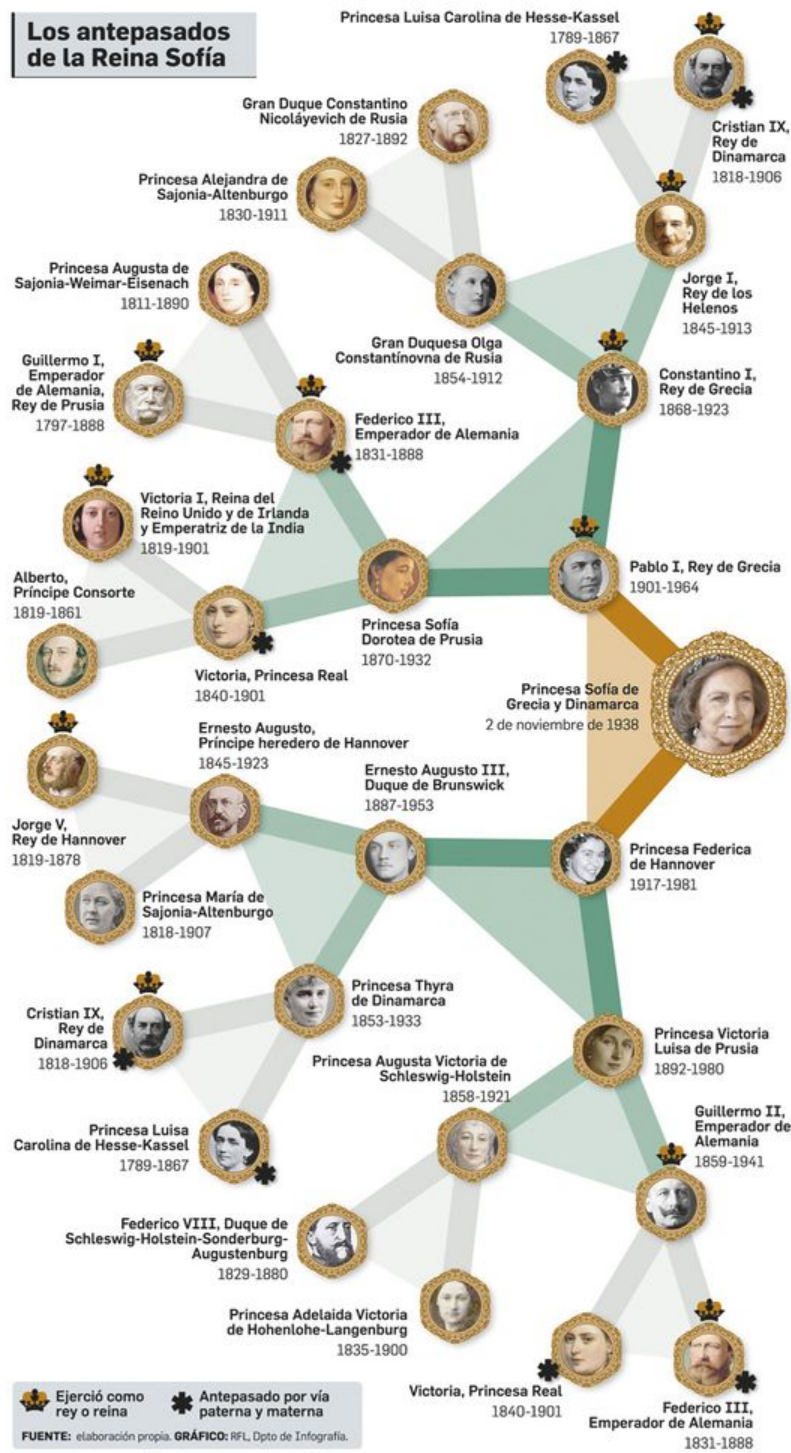 Los antepasados
de la Reina Sofía
Princesa Luisa Carolina de Hesse-Kassel
1789-1867
Cristian IX,
Rey de
Dinamarca
1818-1906
Gran Duque Constantino
Nicoláyevich de Rusia
1827-1892
Princesa Alejandra de
Sajonia-Altenburgo
1830-1911
Jorge I,
Rey de los
Helenos
1845-1913
Princesa Augusta de
Sajonia-Weimar-Eisenach
1811-1890
Gran Duquesa Olga
Constantínovna de Rusia
1854-1912
Guillermo I,
Emperador
de Alemania,
Rey de Prusia
1797-1888
Constantino I,
Rey de Grecia
1868-1923
Federico III,
Emperador de Alemania
1831-1888
Victoria I, Reina del
Reino Unido y de Irlanda
y Emperatriz de la India
1819-1901
Alberto,
Príncipe Consorte
1819-1861
Pablo I, Rey de Grecia
1901-1964
Princesa Sofía
Dorotea de Prusia
1870-1932
Victoria, Princesa Real
1840-1901
Princesa Sofía de
Grecia y Dinamarca
2 de noviembre de 1938
Ernesto Augusto,
Príncipe heredero de Hannover
1845-1923
Ernesto Augusto III,
Duque de Brunswick
1887-1953
Jorge V,
Rey de Hannover
1819-1878
Princesa Federica
de Hannover
1917-1981
Princesa María de
Sajonia-Altenburgo
1818-1907
Princesa Thyra
de Dinamarca
1853-1933
Cristian IX,
Rey de
Dinamarca
1818-1906
Princesa Victoria
Luisa de Prusia
1892-1980
Princesa Augusta Victoria de
Schleswig-Holstein
1858-1921
Princesa Luisa
Carolina de Hesse-Kassel
1789-1867
Guillermo II,
Emperador de
Alemania
1859-1941
Federico VIII, Duque de
Schleswig-Holstein-Sonderburg-
Augustenburg
1829-1880
Princesa Adelaida Victoria
de Hohenlohe-Langenburg
1835-1900
Victoria, Princesa Real
1840-1901
Federico III,
Emperador de Alemania
1831-1888
Ejerció como
rey o reina
Antepasado por vía
paterna y materna
FUENTE: elaboración propia. GRÁFICO: RFL, Dpto de Infografía.